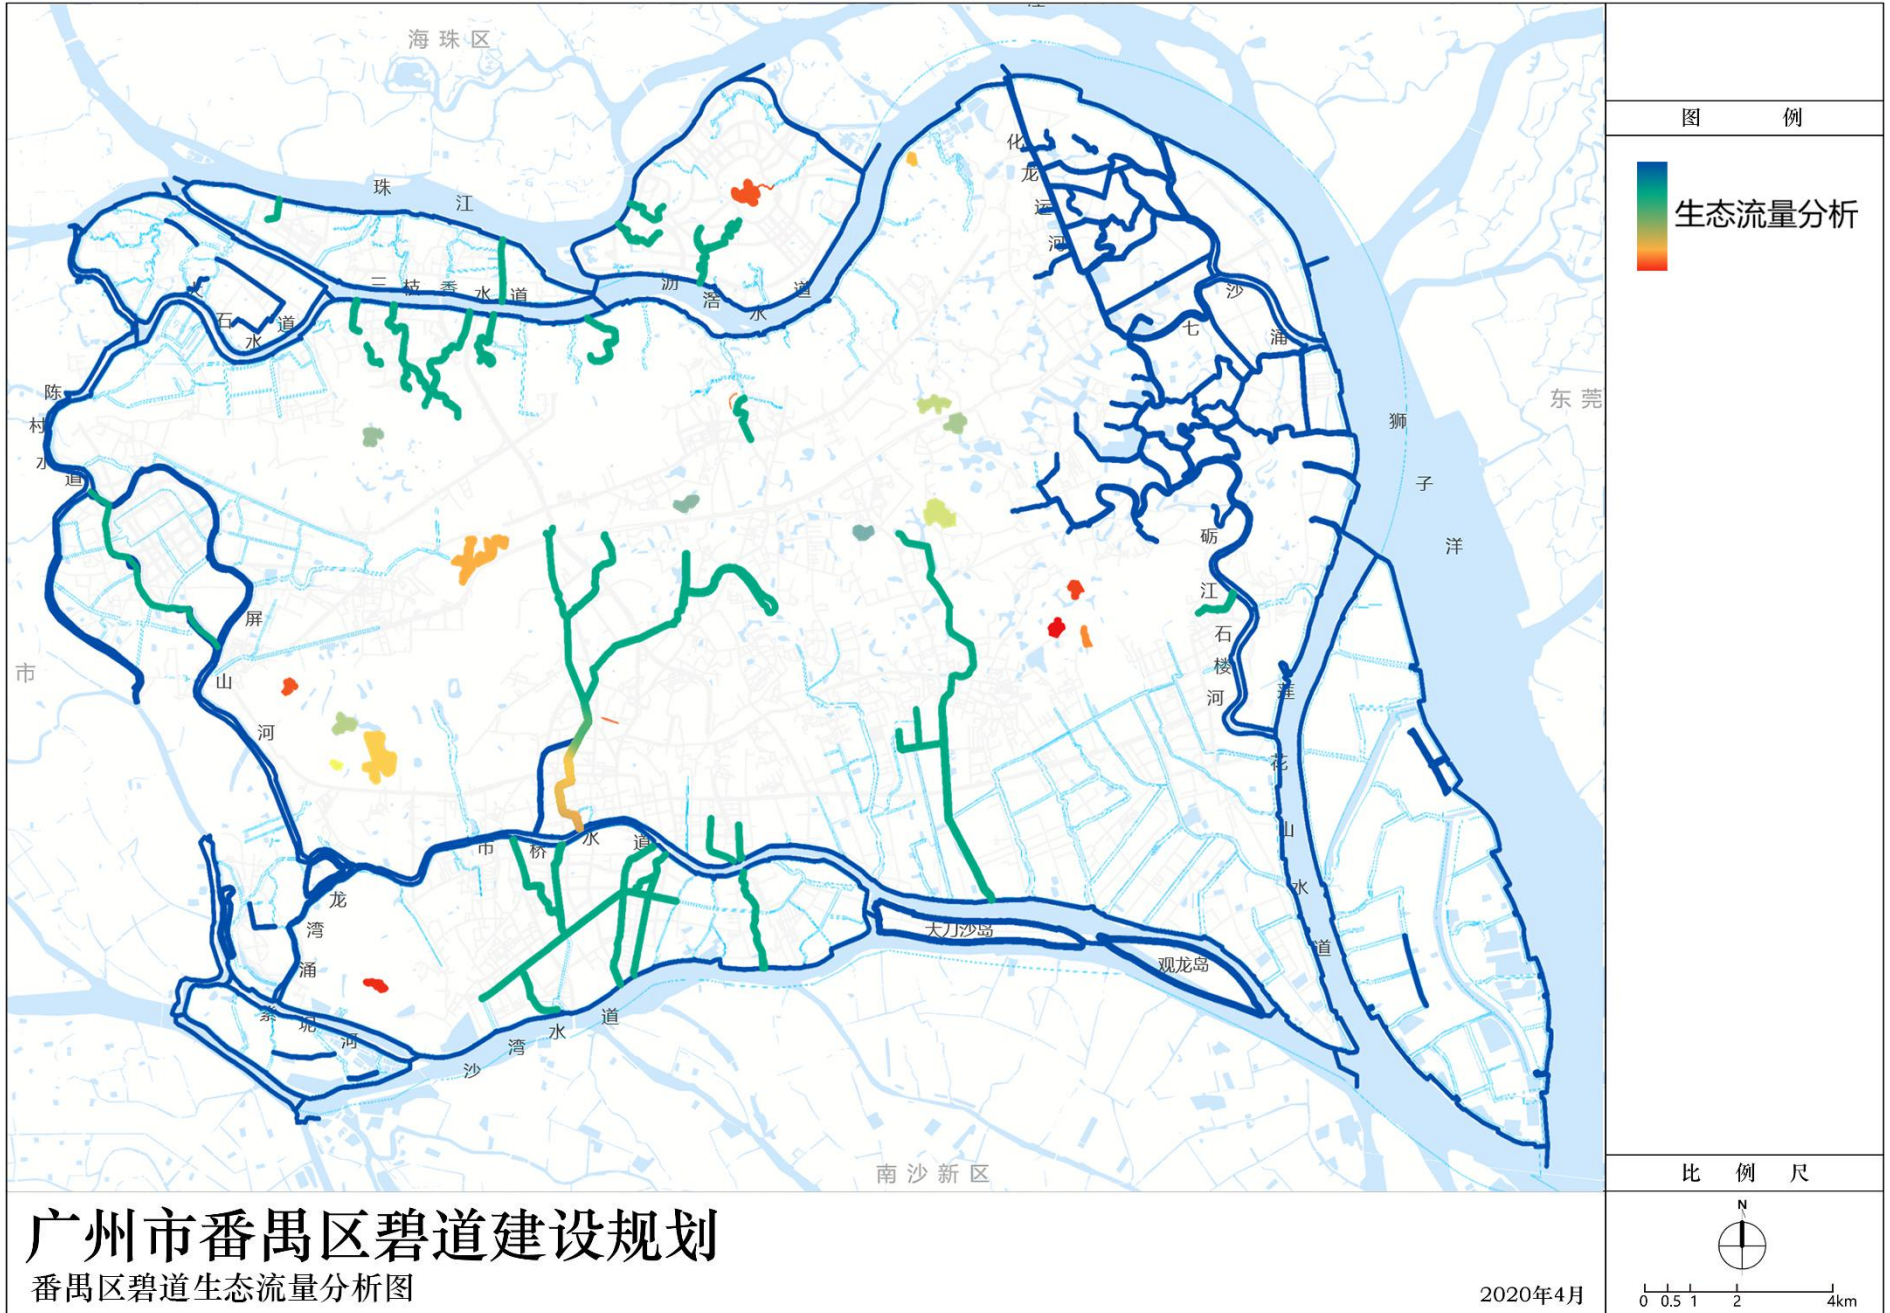 海珠区
江
珠江
化龙运河
三枝香水道
沥滘水道
大石水道
沙
七
涌
陈村水道
狮子洋
东莞
市
屏山河
砺江
石楼河
莲花山水道
市桥水道
龙湾涌
大刀沙岛
观龙岛
紫坭河
沙湾水道
南沙新区
图 例
生态流量分析
比 例 尺
N
0 0.5 1 2 4km
广州市番禺区碧道建设规划
番禺区碧道生态流量分析图
2020年4月